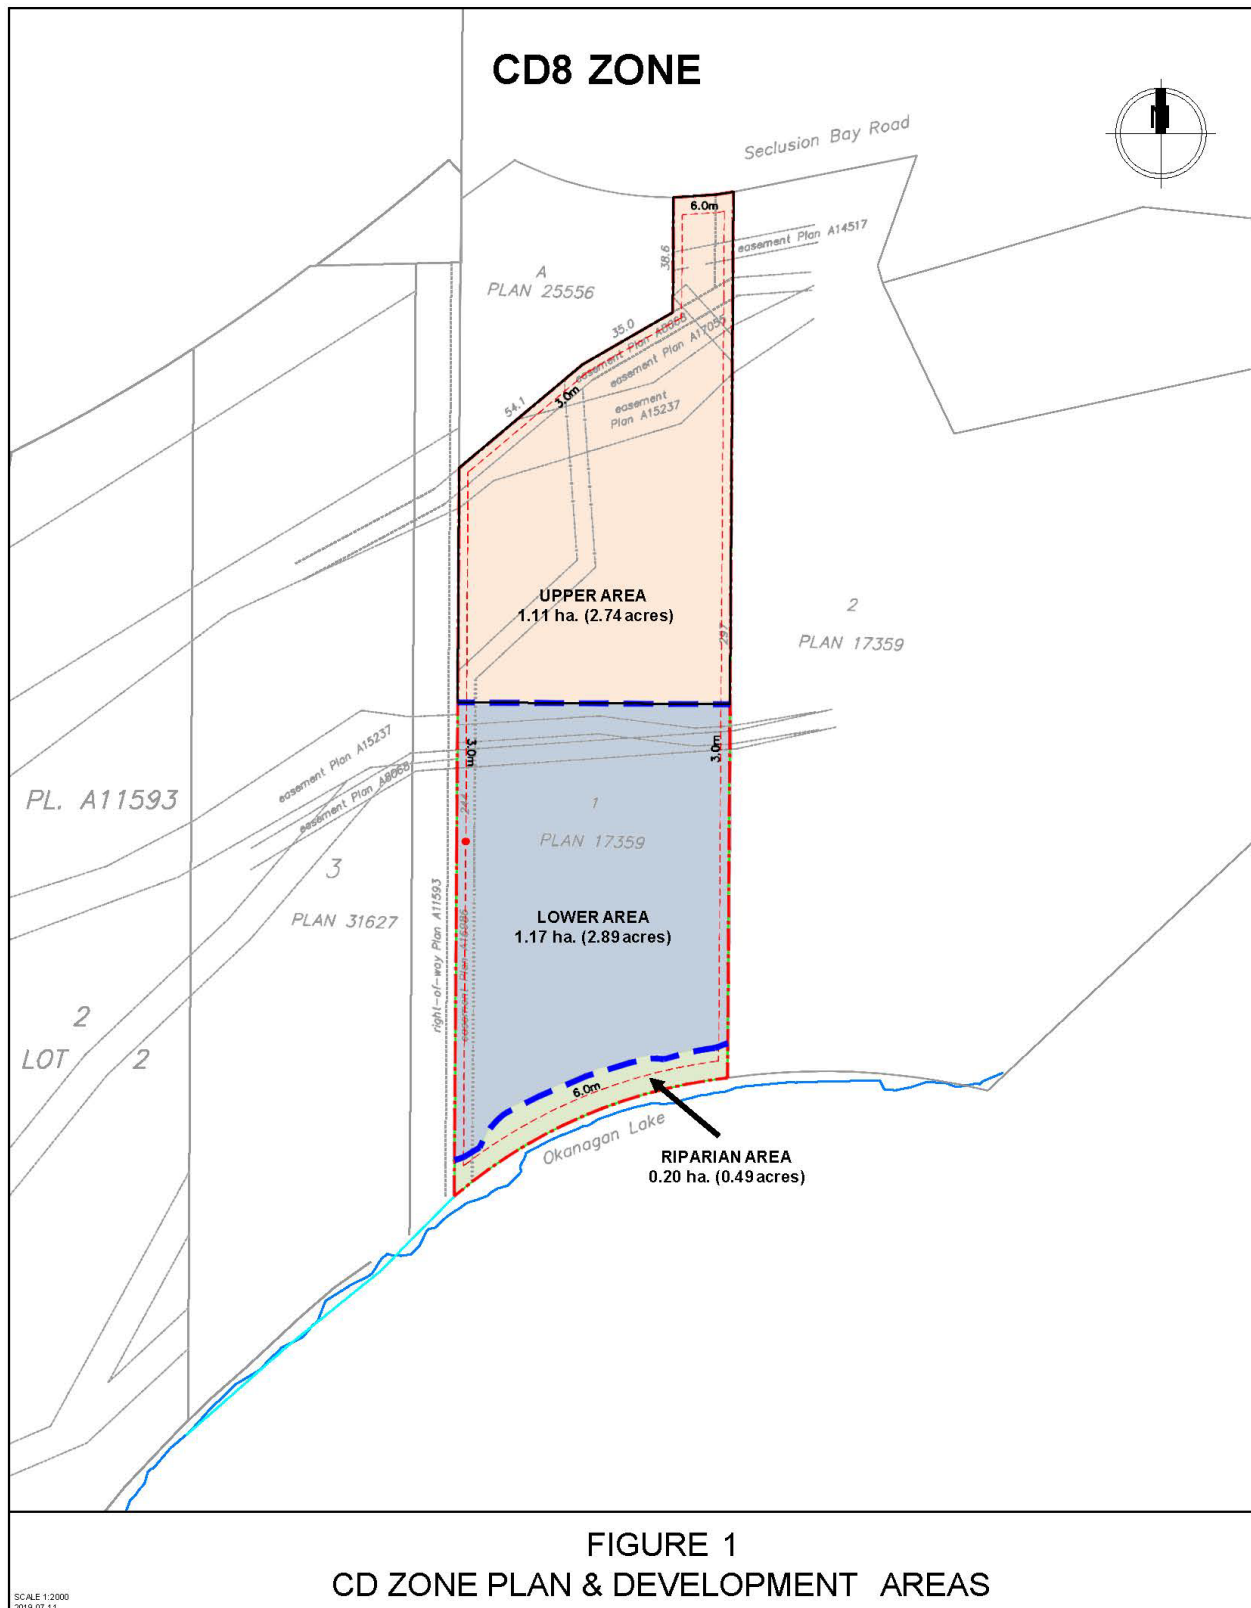 CD8 ZONE
N
Seclusion Bay Road
6.0m
easement Plan A14517
38.6
A
PLAN 25556
35.0
easement Plan A8068
easement Plan A17055
3.0m
54.1
easement
Plan A15237
UPPER AREA
1.11 ha. (2.74 acres)
297
2
PLAN 17359
3.0m
3.0m
easement Plan A15237
easement Plan A8068
PL. A11593
1
PLAN 17359
3
PLAN 31627
right-of-way Plan A11593
LOWER AREA
1.17 ha. (2.89 acres)
2
LOT 2
6.0m
Okanagan Lake
RIPARIAN AREA
0.20 ha. (0.49 acres)
FIGURE 1
CD ZONE PLAN & DEVELOPMENT AREAS
SCALE 1:2000
2019.07.11